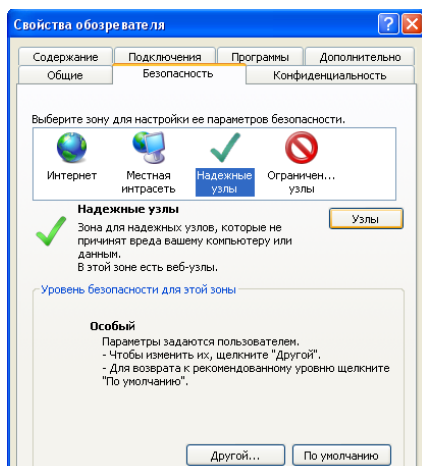 Свойства обозревателя
Содержание Подключения Программы Дополнительно
Общие Безопасность Конфиденциальность
Выберите зону для настройки ее параметров безопасности.
Интернет Местная интрасеть Надежные узлы Ограничен... узлы
Надежные узлы
Узлы
Зона для надежных узлов, которые не
причинят вреда вашему компьютеру или
данным.
В этой зоне есть веб-узлы.
Уровень безопасности для этой зоны
Особый
Параметры задаются пользователем.
- Чтобы изменить их, щелкните "Другой".
- Для возврата к рекомендованному уровню щелкните
"По умолчанию".
Другой... По умолчанию